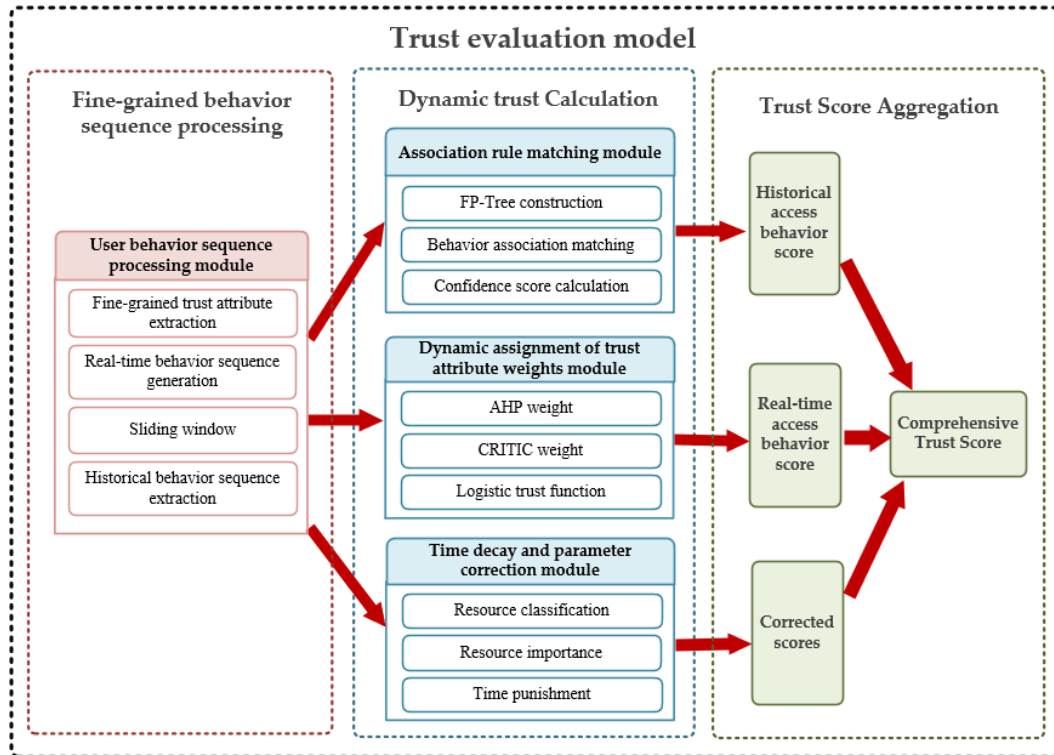 Trust evaluation model
Fine-grained behavior
sequence processing
User behavior sequence
processing module
Fine-grained trust attribute
extraction
Real-time behavior sequence
generation
Sliding window
Historical behavior sequence
extraction
Dynamic trust Calculation
Association rule matching module
FP-Tree construction
Behavior association matching
Confidence score calculation
Dynamic assignment of trust
attribute weights module
AHP weight
CRITIC weight
Logistic trust function
Time decay and parameter
correction module
Resource classification
Resource importance
Time punishment
Trust Score Aggregation
Historical
access
behavior
score
Real-time
access
behavior
score
Corrected
scores
Comprehensive
Trust Score